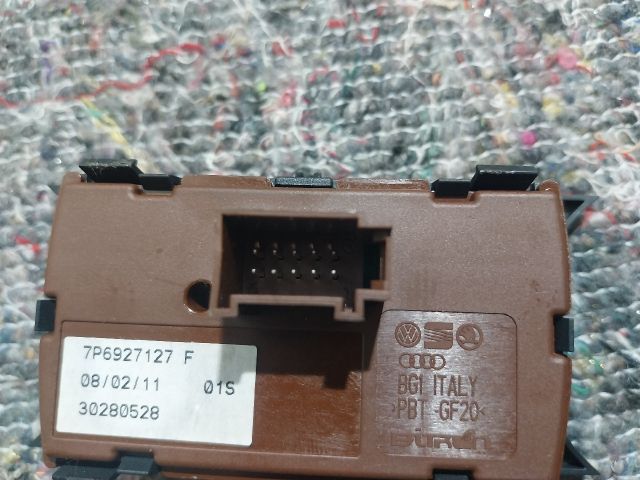 7P6927127 F
08/02/11 01S
30280528
BGI ITALY
>PBT GF20<